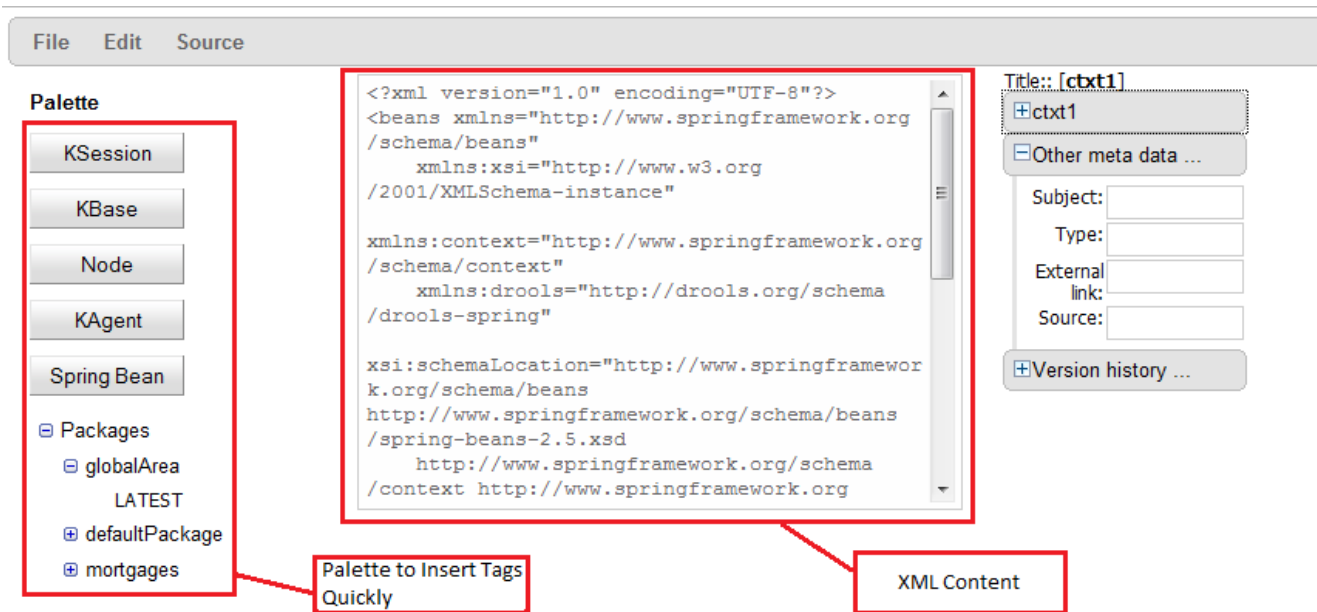 File Edit Source
Palette
KSession
KBase
Node
KAgent
Spring Bean
Packages
globalArea
LATEST
defaultPackage
mortgages
<?xml version="1.0" encoding="UTF-8"?>
<beans xmlns="http://www.springframework.org
/schema/beans"
xmlns:xsi="http://www.w3.org
/2001/XMLSchema-instance"
xmlns:context="http://www.springframework.org
/schema/context"
xmlns:drools="http://drools.org/schema
/drools-spring"
xsi:schemaLocation="http://www.springframewor
k.org/schema/beans
http://www.springframework.org/schema/beans
/spring-beans-2.5.xsd
http://www.springframework.org/schema
/context http://www.springframework.org
Title:: [ctxt1]
ctxt1
Other meta data ...
Subject:
Type:
External
link:
Source:
Version history ...
Palette to Insert Tags
Quickly
XML Content